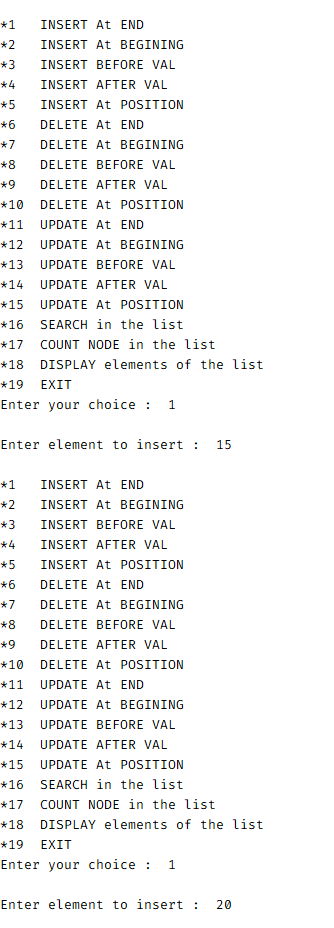 *1   INSERT At END
*2   INSERT At BEGINING
*3   INSERT BEFORE VAL
*4   INSERT AFTER VAL
*5   INSERT At POSITION
*6   DELETE At END
*7   DELETE At BEGINING
*8   DELETE BEFORE VAL
*9   DELETE AFTER VAL
*10  DELETE At POSITION
*11  UPDATE At END
*12  UPDATE At BEGINING
*13  UPDATE BEFORE VAL
*14  UPDATE AFTER VAL
*15  UPDATE At POSITION
*16  SEARCH in the list
*17  COUNT NODE in the list
*18  DISPLAY elements of the list
*19  EXIT
Enter your choice :  1
Enter element to insert :  15
*1   INSERT At END
*2   INSERT At BEGINING
*3   INSERT BEFORE VAL
*4   INSERT AFTER VAL
*5   INSERT At POSITION
*6   DELETE At END
*7   DELETE At BEGINING
*8   DELETE BEFORE VAL
*9   DELETE AFTER VAL
*10  DELETE At POSITION
*11  UPDATE At END
*12  UPDATE At BEGINING
*13  UPDATE BEFORE VAL
*14  UPDATE AFTER VAL
*15  UPDATE At POSITION
*16  SEARCH in the list
*17  COUNT NODE in the list
*18  DISPLAY elements of the list
*19  EXIT
Enter your choice :  1
Enter element to insert :  20